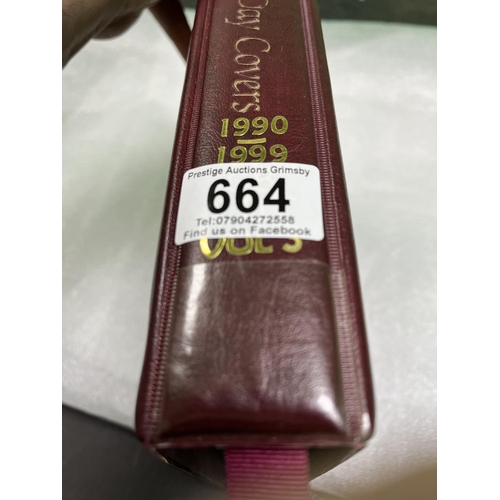 Day Covers
1990
1999
Prestige Auctions Grimsby
664
Tel:07904272558
Find us on Facebook